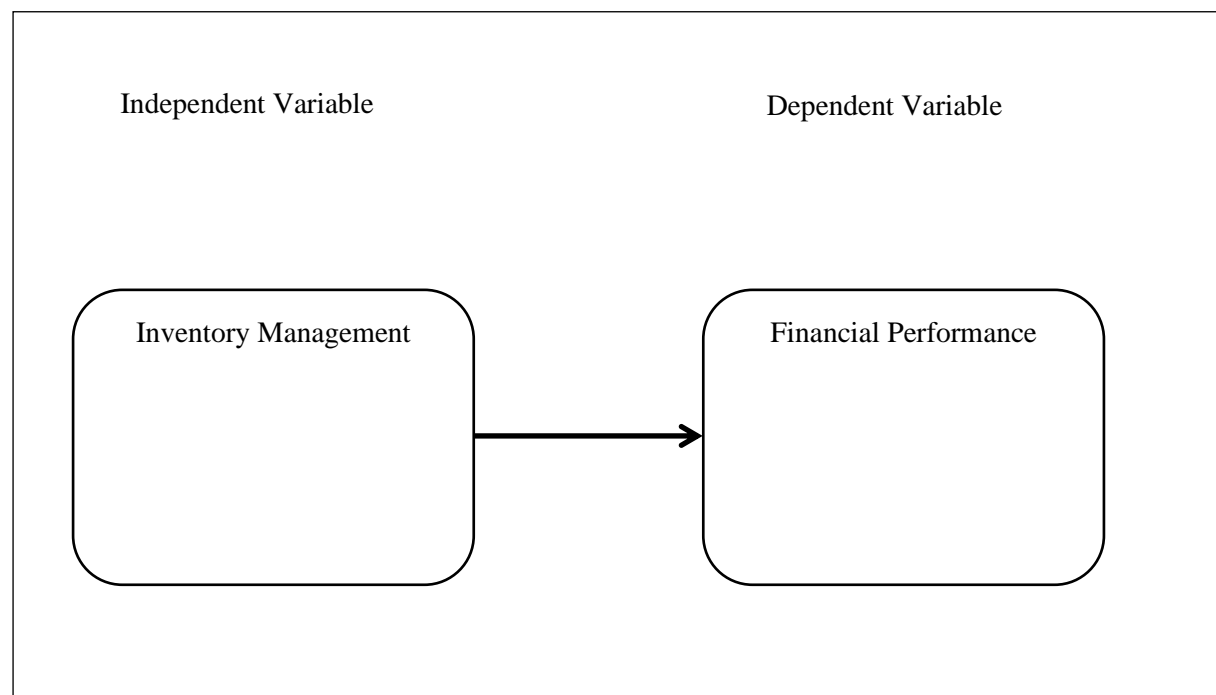 Independent Variable
Dependent Variable
Inventory Management
Financial Performance